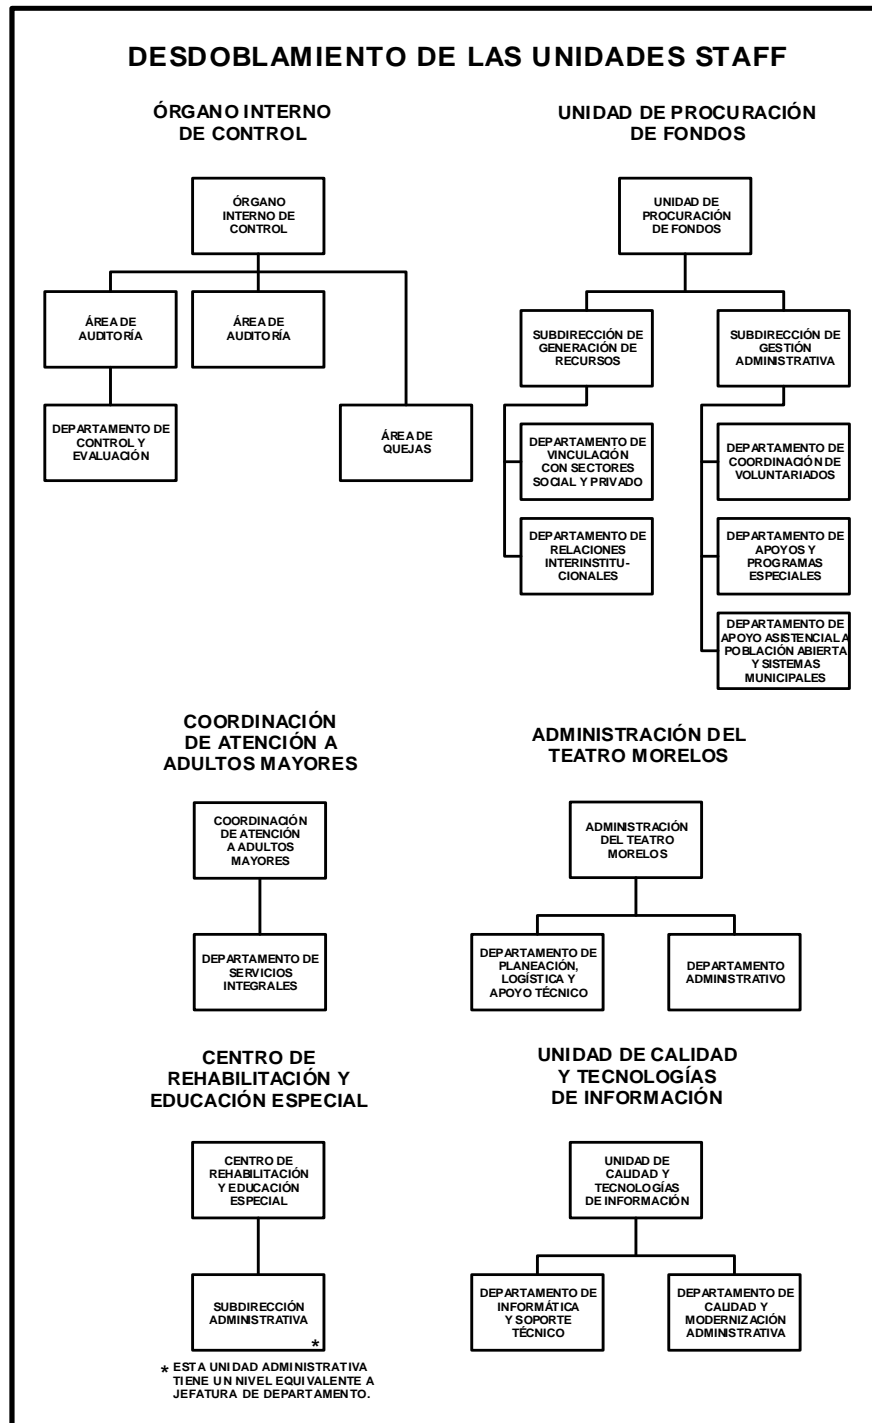 DESDOBLAMIENTO DE LAS UNIDADES STAFF
ÓRGANO INTERNO
DE CONTROL
ÓRGANO
INTERNO DE
CONTROL
ÁREA DE
AUDITORÍA
ÁREA DE
AUDITORÍA
DEPARTAMENTO DE
CONTROL Y
EVALUACIÓN
ÁREA DE
QUEJAS
UNIDAD DE PROCURACIÓN
DE FONDOS
UNIDAD DE
PROCURACIÓN
DE FONDOS
SUBDIRECCIÓN DE
GENERACIÓN DE
RECURSOS
SUBDIRECCIÓN DE
GESTIÓN
ADMINISTRATIVA
DEPARTAMENTO DE
VINCULACIÓN
CON SECTORES
SOCIAL Y PRIVADO
DEPARTAMENTO DE
COORDINACIÓN DE
VOLUNTARIADOS
DEPARTAMENTO DE
RELACIONES
INTERINSTITU-
CIONALES
DEPARTAMENTO DE
APOYOS Y
PROGRAMAS
ESPECIALES
DEPARTAMENTO DE
APOYO ASISTENCIAL A
POBLACIÓN ABIERTA
Y SISTEMAS
MUNICIPALES
COORDINACIÓN
DE ATENCIÓN A
ADULTOS MAYORES
COORDINACIÓN
DE ATENCIÓN
A ADULTOS
MAYORES
DEPARTAMENTO DE
SERVICIOS
INTEGRALES
ADMINISTRACIÓN DEL
TEATRO MORELOS
ADMINISTRACIÓN
DEL TEATRO
MORELOS
DEPARTAMENTO DE
PLANEACIÓN,
LOGÍSTICA Y
APOYO TÉCNICO
DEPARTAMENTO
ADMINISTRATIVO
CENTRO DE
REHABILITACIÓN Y
EDUCACIÓN ESPECIAL
CENTRO DE
REHABILITACIÓN
Y EDUCACIÓN
ESPECIAL
SUBDIRECCIÓN
ADMINISTRATIVA
*
* ESTA UNIDAD ADMINISTRATIVA
TIENE UN NIVEL EQUIVALENTE A
JEFATURA DE DEPARTAMENTO.
UNIDAD DE CALIDAD
Y TECNOLOGÍAS
DE INFORMACIÓN
UNIDAD DE
CALIDAD Y
TECNOLOGÍAS
DE INFORMACIÓN
DEPARTAMENTO DE
INFORMÁTICA
Y SOPORTE
TÉCNICO
DEPARTAMENTO DE
CALIDAD Y
MODERNIZACIÓN
ADMINISTRATIVA